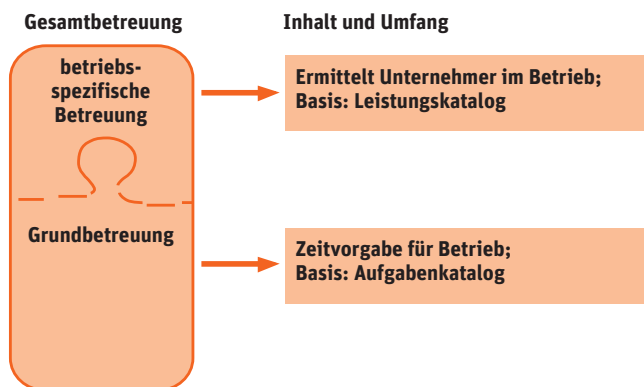 Gesamtbetreuung
Inhalt und Umfang
betriebs-
spezifische
Betreuung
Ermittelt Unternehmer im Betrieb;
Basis: Leistungskatalog
Grundbetreuung
Zeitvorgabe für Betrieb;
Basis: Aufgabenkatalog